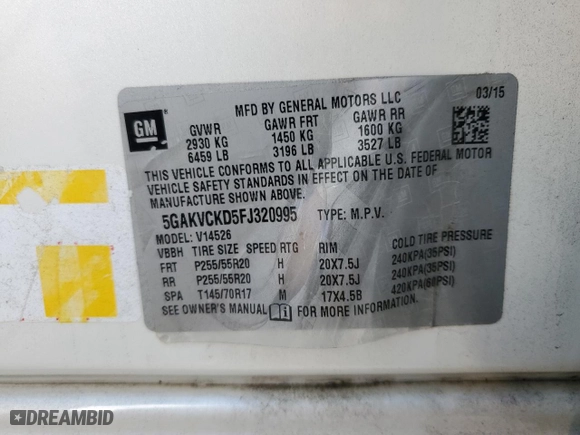 MFD BY GENERAL MOTORS LLC 03/15
GM
GVWR GAWR FRT GAWR RR
2930 KG 1450 KG 1600 KG
6459 LB 3196 LB 3527 LB
THIS VEHICLE CONFORMS TO ALL APPLICABLE U.S. FEDERAL MOTOR
VEHICLE SAFETY STANDARDS IN EFFECT ON THE DATE OF
MANUFACTURE SHOWN ABOVE.
5GAKVCKD5FJ320995 TYPE: M.P.V.
MODEL: V14526
VBBH TIRE SIZE SPEED RTG RIM COLD TIRE PRESSURE
FRT P255/55R20 H 20X7.5J 240KPA(35PSI)
RR P255/55R20 H 20X7.5J 240KPA(35PSI)
SPA T145/70R17 M 17X4.5B 420KPA(60PSI)
SEE OWNER'S MANUAL FOR MORE INFORMATION
DREAMBID